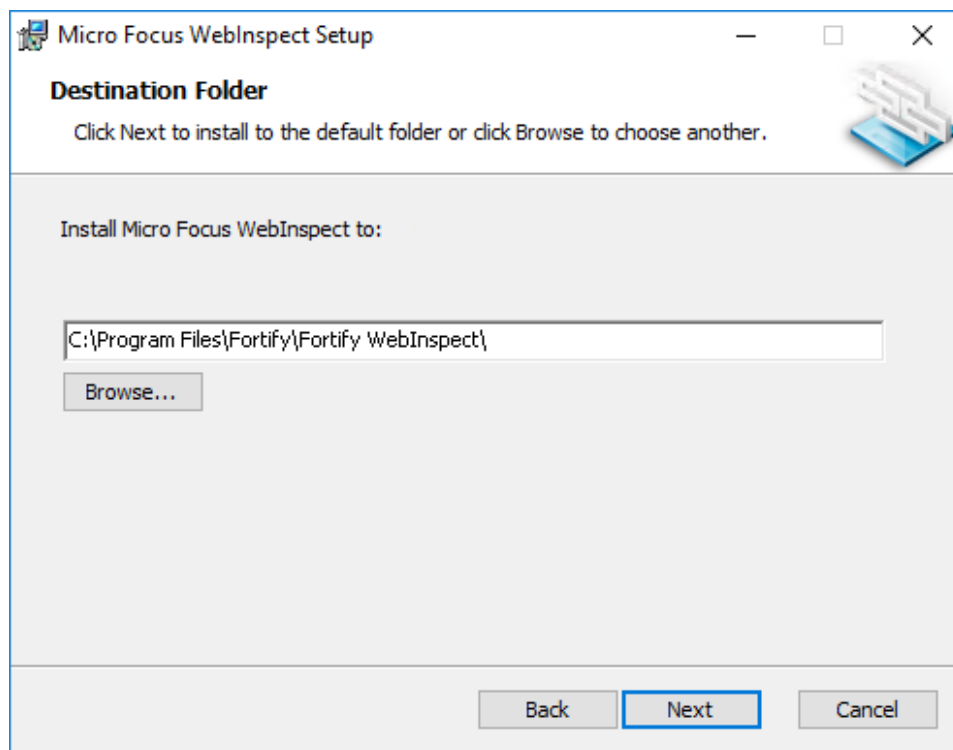 Micro Focus WebInspect Setup
Destination Folder
Click Next to install to the default folder or click Browse to choose another.
Install Micro Focus WebInspect to:
C:\Program Files\Fortify\Fortify WebInspect\
Browse...
Back Next Cancel